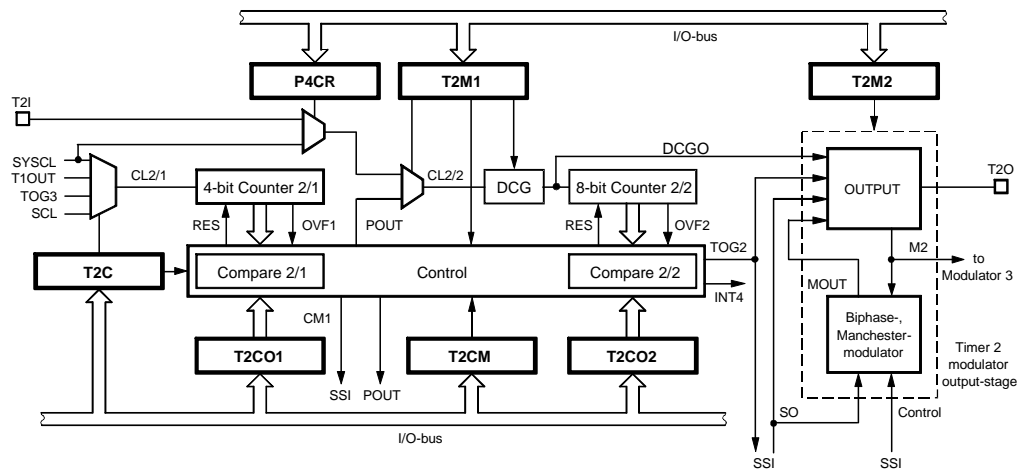 I/O-bus
P4CR
T2M1
T2M2
T2I
SYSCL
T1OUT
TOG3
SCL
CL2/1
4-bit Counter 2/1
CL2/2
DCG
8-bit Counter 2/2
DCGO
OUTPUT
T2O
RES
OVF1
POUT
RES
OVF2
TOG2
M2
to
Modulator 3
T2C
Compare 2/1
Control
Compare 2/2
INT4
MOUT
Biphase-,
Manchester-
modulator
CM1
T2CO1
T2CM
T2CO2
Timer 2
modulator
output-stage
SSI
POUT
SO
Control
I/O-bus
SSI
SSI